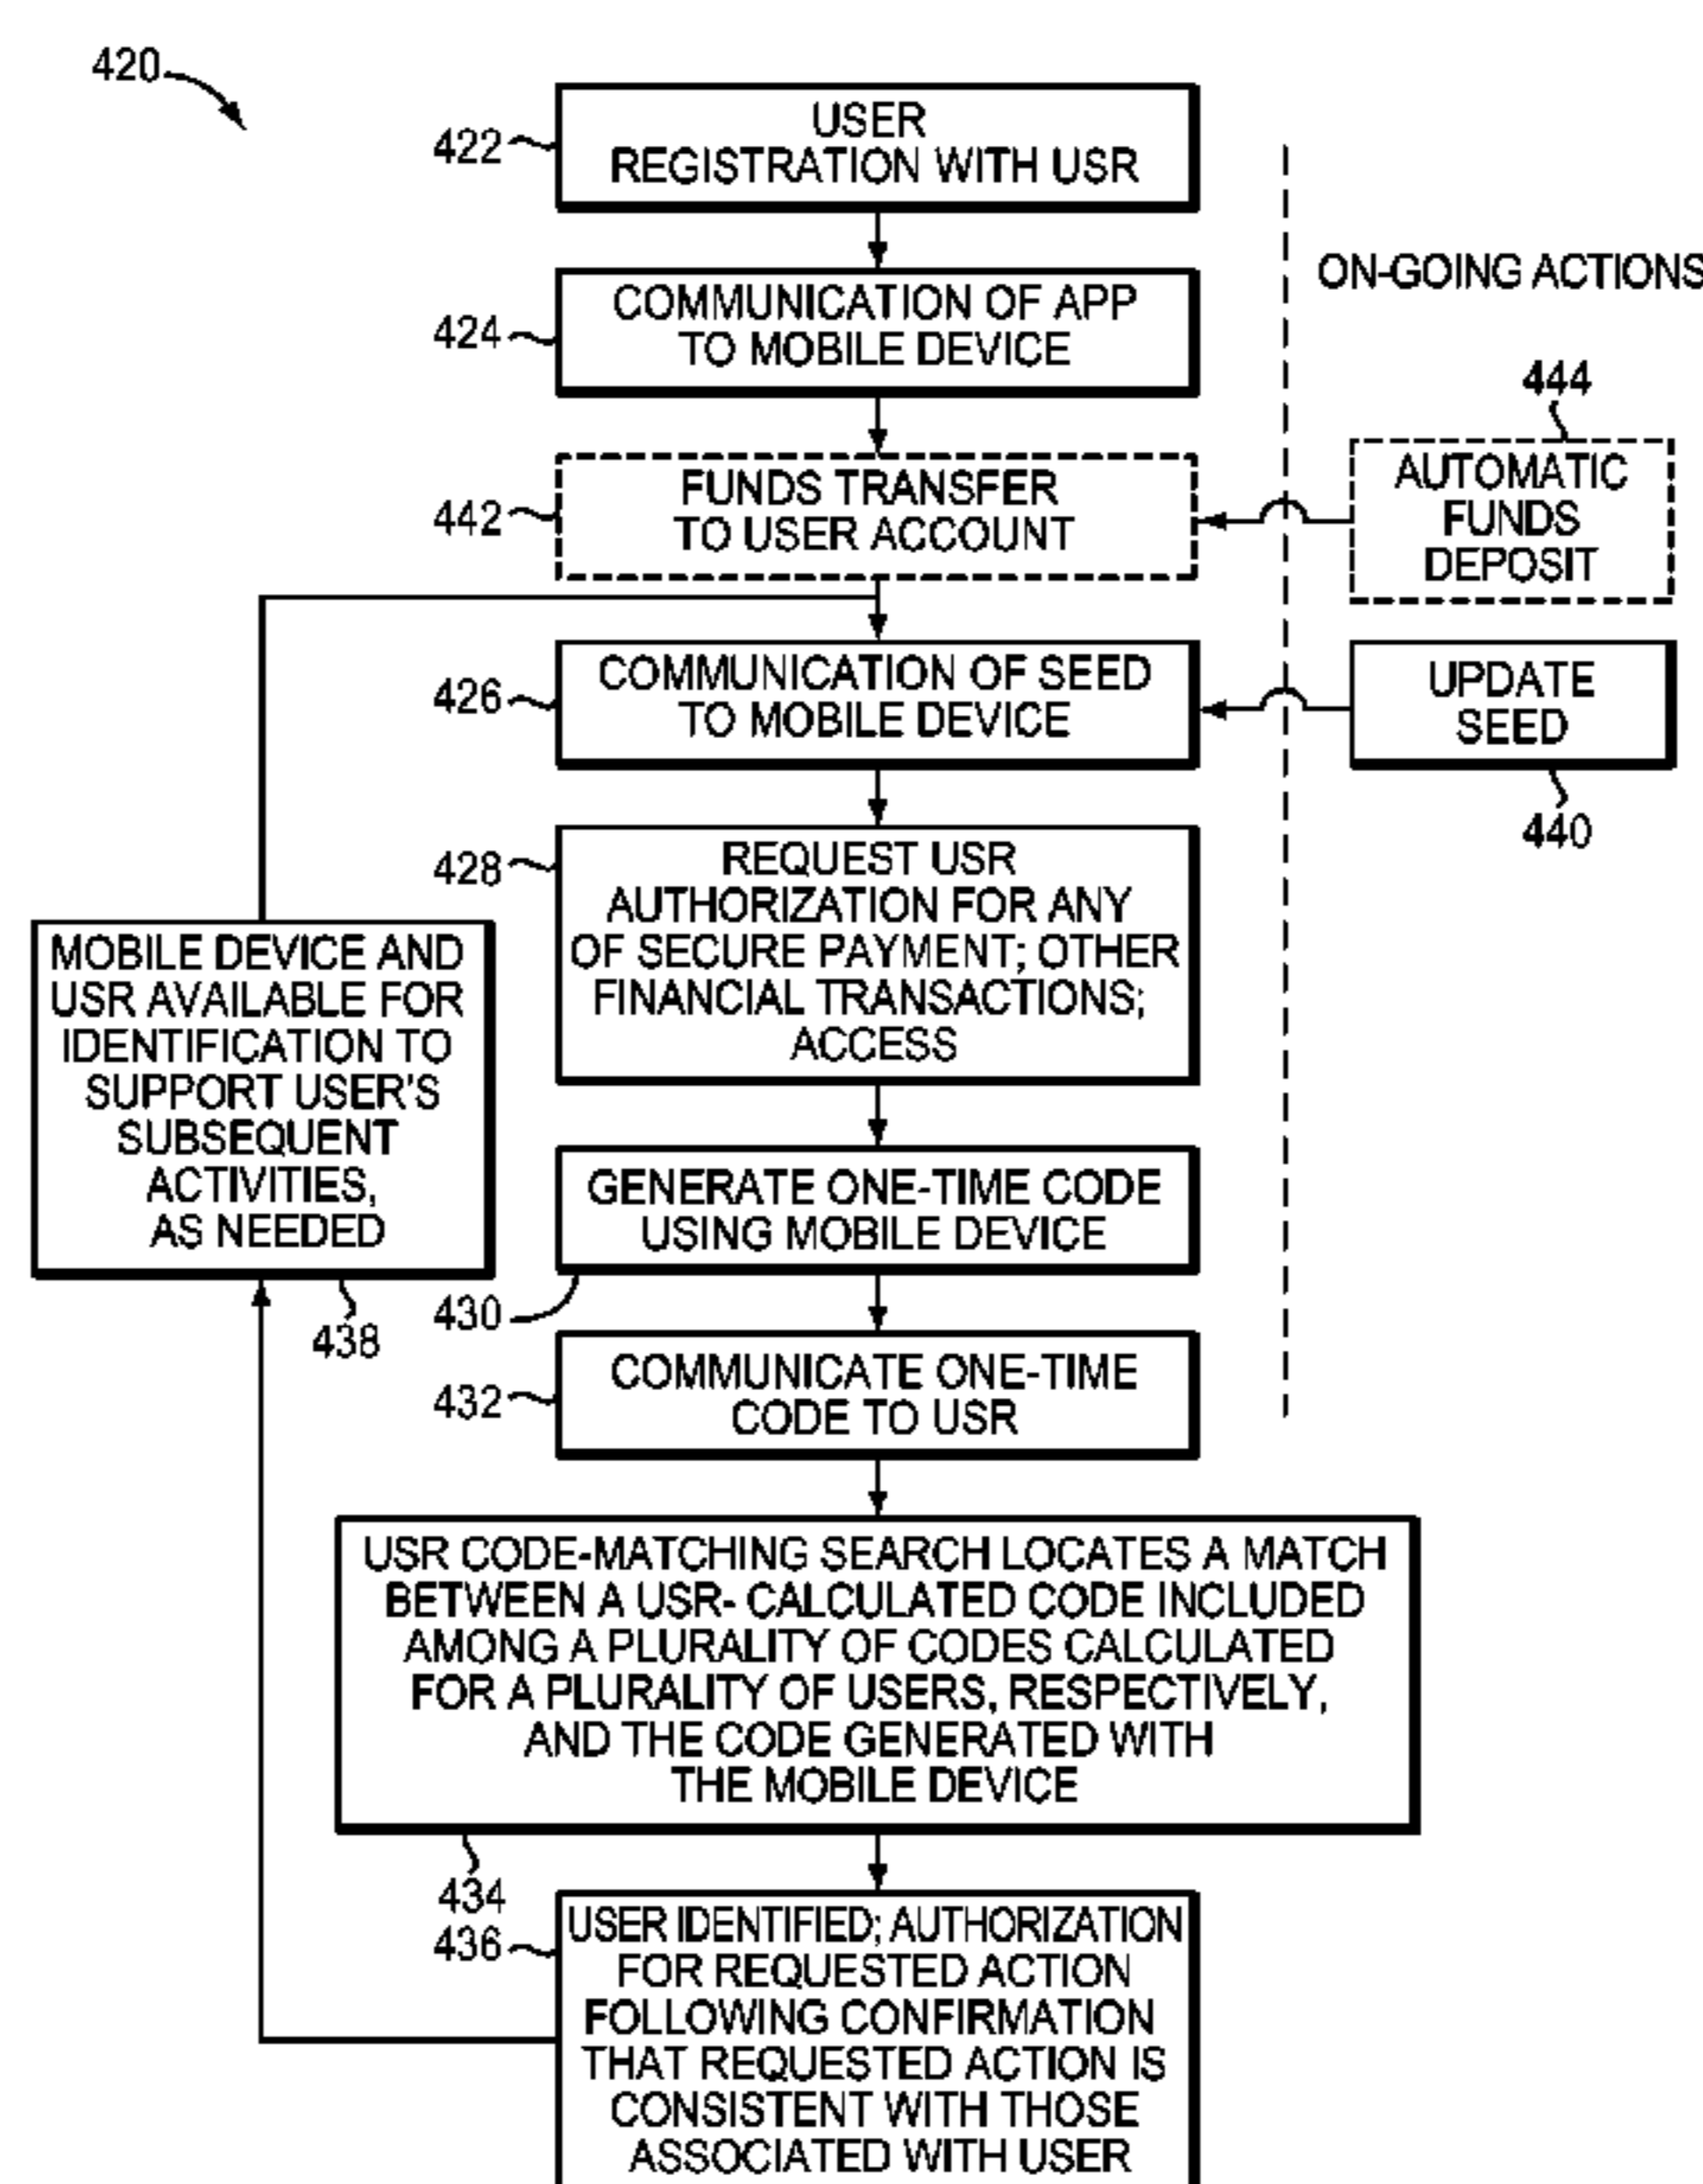 420
422
USER
REGISTRATION WITH USR
ON-GOING ACTIONS
424
COMMUNICATION OF APP
TO MOBILE DEVICE
444
442
FUNDS TRANSFER
TO USER ACCOUNT
AUTOMATIC
FUNDS
DEPOSIT
426
COMMUNICATION OF SEED
TO MOBILE DEVICE
UPDATE
SEED
440
428
REQUEST USR
AUTHORIZATION FOR ANY
OF SECURE PAYMENT; OTHER
FINANCIAL TRANSACTIONS;
ACCESS
MOBILE DEVICE AND
USR AVAILABLE FOR
IDENTIFICATION TO
SUPPORT USER'S
SUBSEQUENT
ACTIVITIES,
AS NEEDED
438
GENERATE ONE-TIME CODE
USING MOBILE DEVICE
430
432
COMMUNICATE ONE-TIME
CODE TO USR
USR CODE-MATCHING SEARCH LOCATES A MATCH
BETWEEN A USR- CALCULATED CODE INCLUDED
AMONG A PLURALITY OF CODES CALCULATED
FOR A PLURALITY OF USERS, RESPECTIVELY,
AND THE CODE GENERATED WITH
THE MOBILE DEVICE
434
436
USER IDENTIFIED; AUTHORIZATION
FOR REQUESTED ACTION
FOLLOWING CONFIRMATION
THAT REQUESTED ACTION IS
CONSISTENT WITH THOSE
ASSOCIATED WITH USER